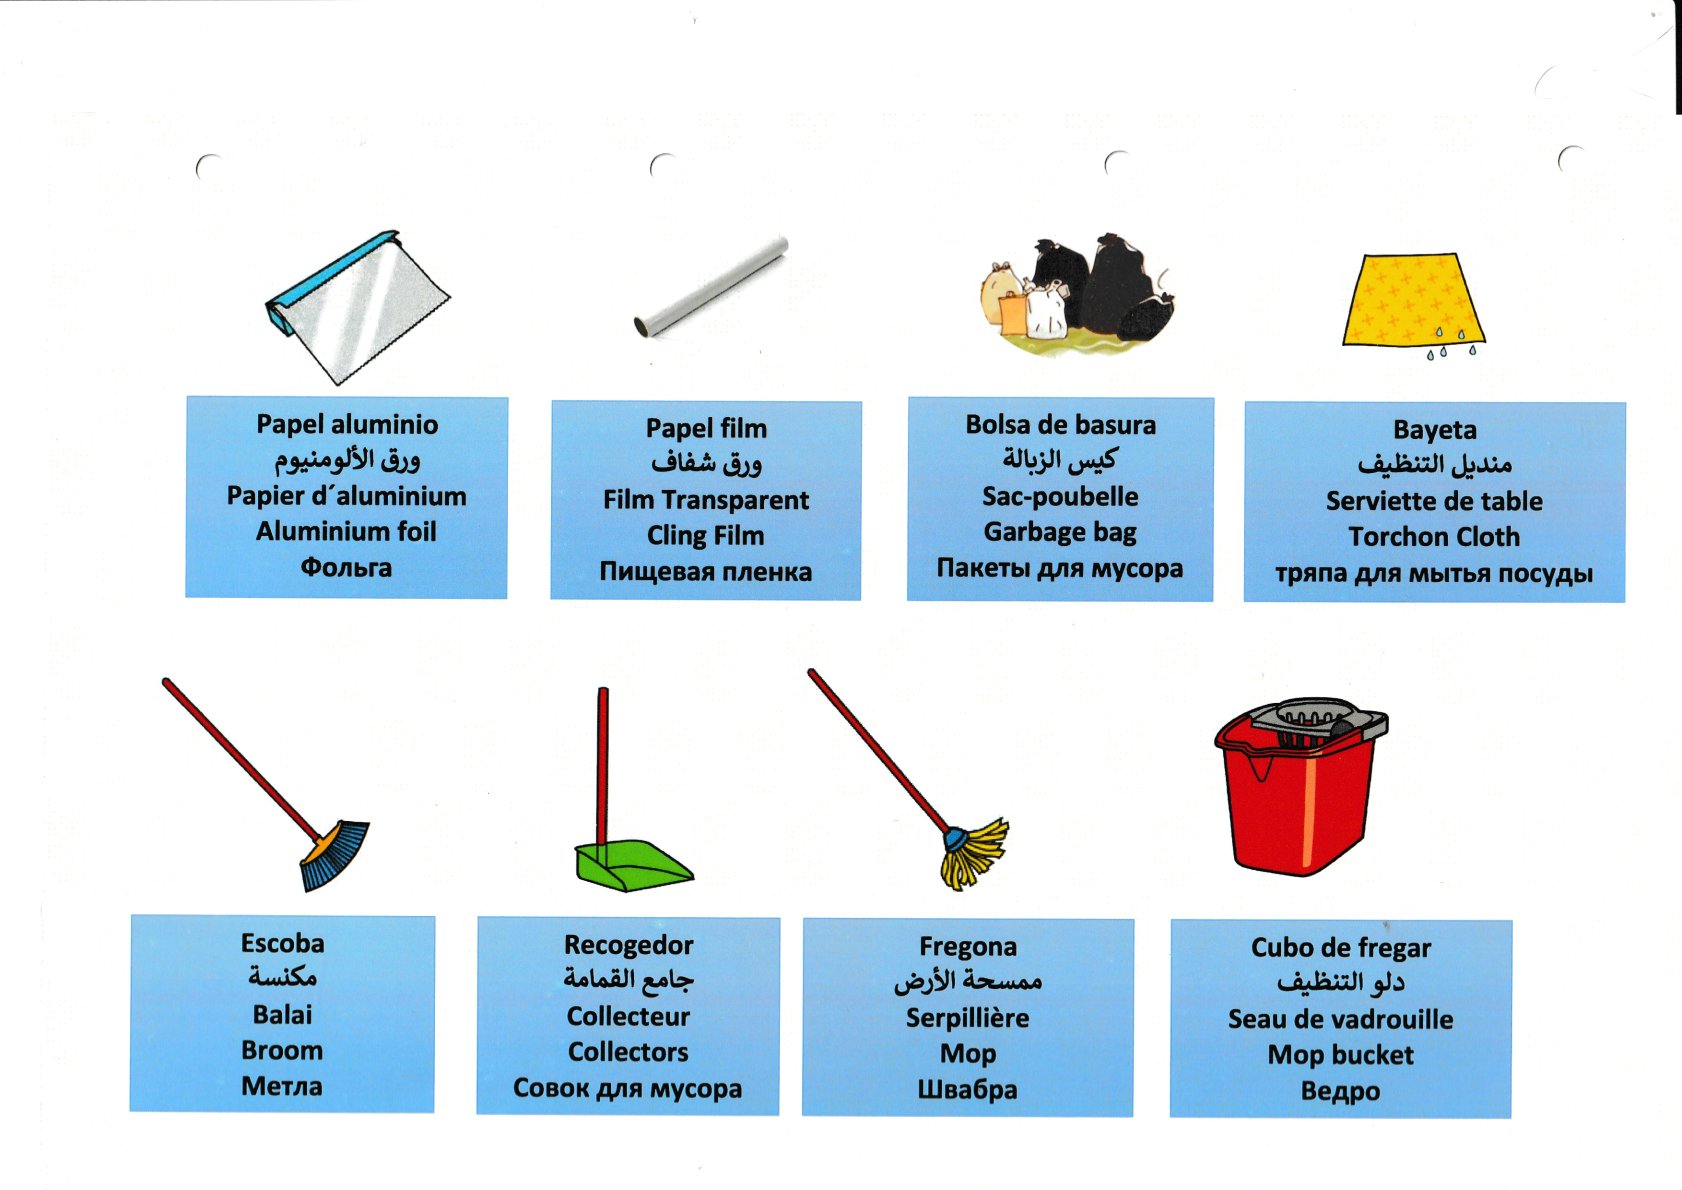 Papel aluminio
ورق الألومنيوم
Papier d´aluminium
Aluminium foil
Фольга
Papel film
ورق شفاف
Film Transparent
Cling Film
Пищевая пленка
Bolsa de basura
كيس الزبالة
Sac-poubelle
Garbage bag
Пакеты для мусора
Bayeta
منديل التنظيف
Serviette de table
Torchon Cloth
тряпа для мытья посуды
Escoba
مكنسة
Balai
Broom
Метла
Recogedor
جامع القمامة
Collecteur
Collectors
Совок для мусора
Fregona
ممسحة الأرض
Serpillière
Mop
Швабра
Cubo de fregar
دلو التنظيف
Seau de vadrouille
Mop bucket
Ведро